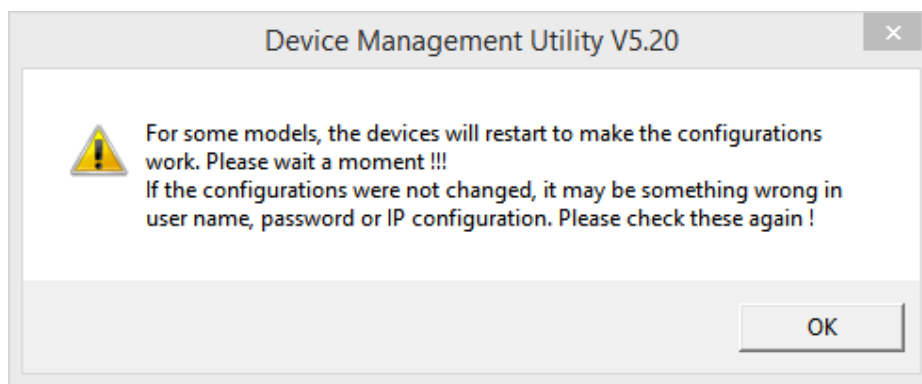 Device Management Utility V5.20
For some models, the devices will restart to make the configurations
work. Please wait a moment !!!
If the configurations were not changed, it may be something wrong in
user name, password or IP configuration. Please check these again !
OK